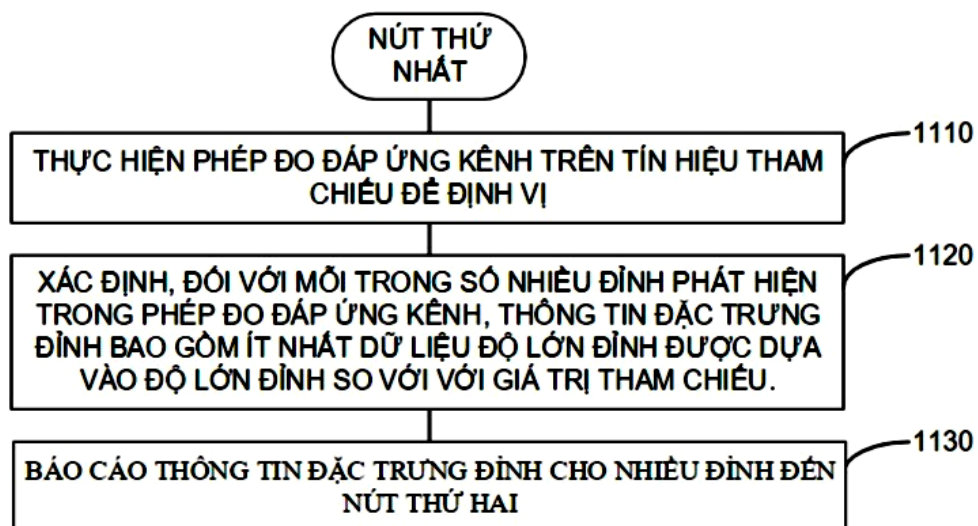 NÚT THỨ
NHẤT
1110
THỰC HIỆN PHÉP ĐO ĐÁP ỨNG KÊNH TRÊN TÍN HIỆU THAM
CHIẾU ĐỂ ĐỊNH VỊ
1120
XÁC ĐỊNH, ĐỐI VỚI MỖI TRONG SỐ NHIỀU ĐỈNH PHÁT HIỆN
TRONG PHÉP ĐO ĐÁP ỨNG KÊNH, THÔNG TIN ĐẶC TRƯNG
ĐỈNH BAO GỒM ÍT NHẤT DỮ LIỆU ĐỘ LỚN ĐỈNH ĐƯỢC DỰA
VÀO ĐỘ LỚN ĐỈNH SO VỚI VỚI GIÁ TRỊ THAM CHIẾU.
1130
BÁO CÁO THÔNG TIN ĐẶC TRƯNG ĐỈNH CHO NHIỀU ĐỈNH ĐẾN
NÚT THỨ HAI